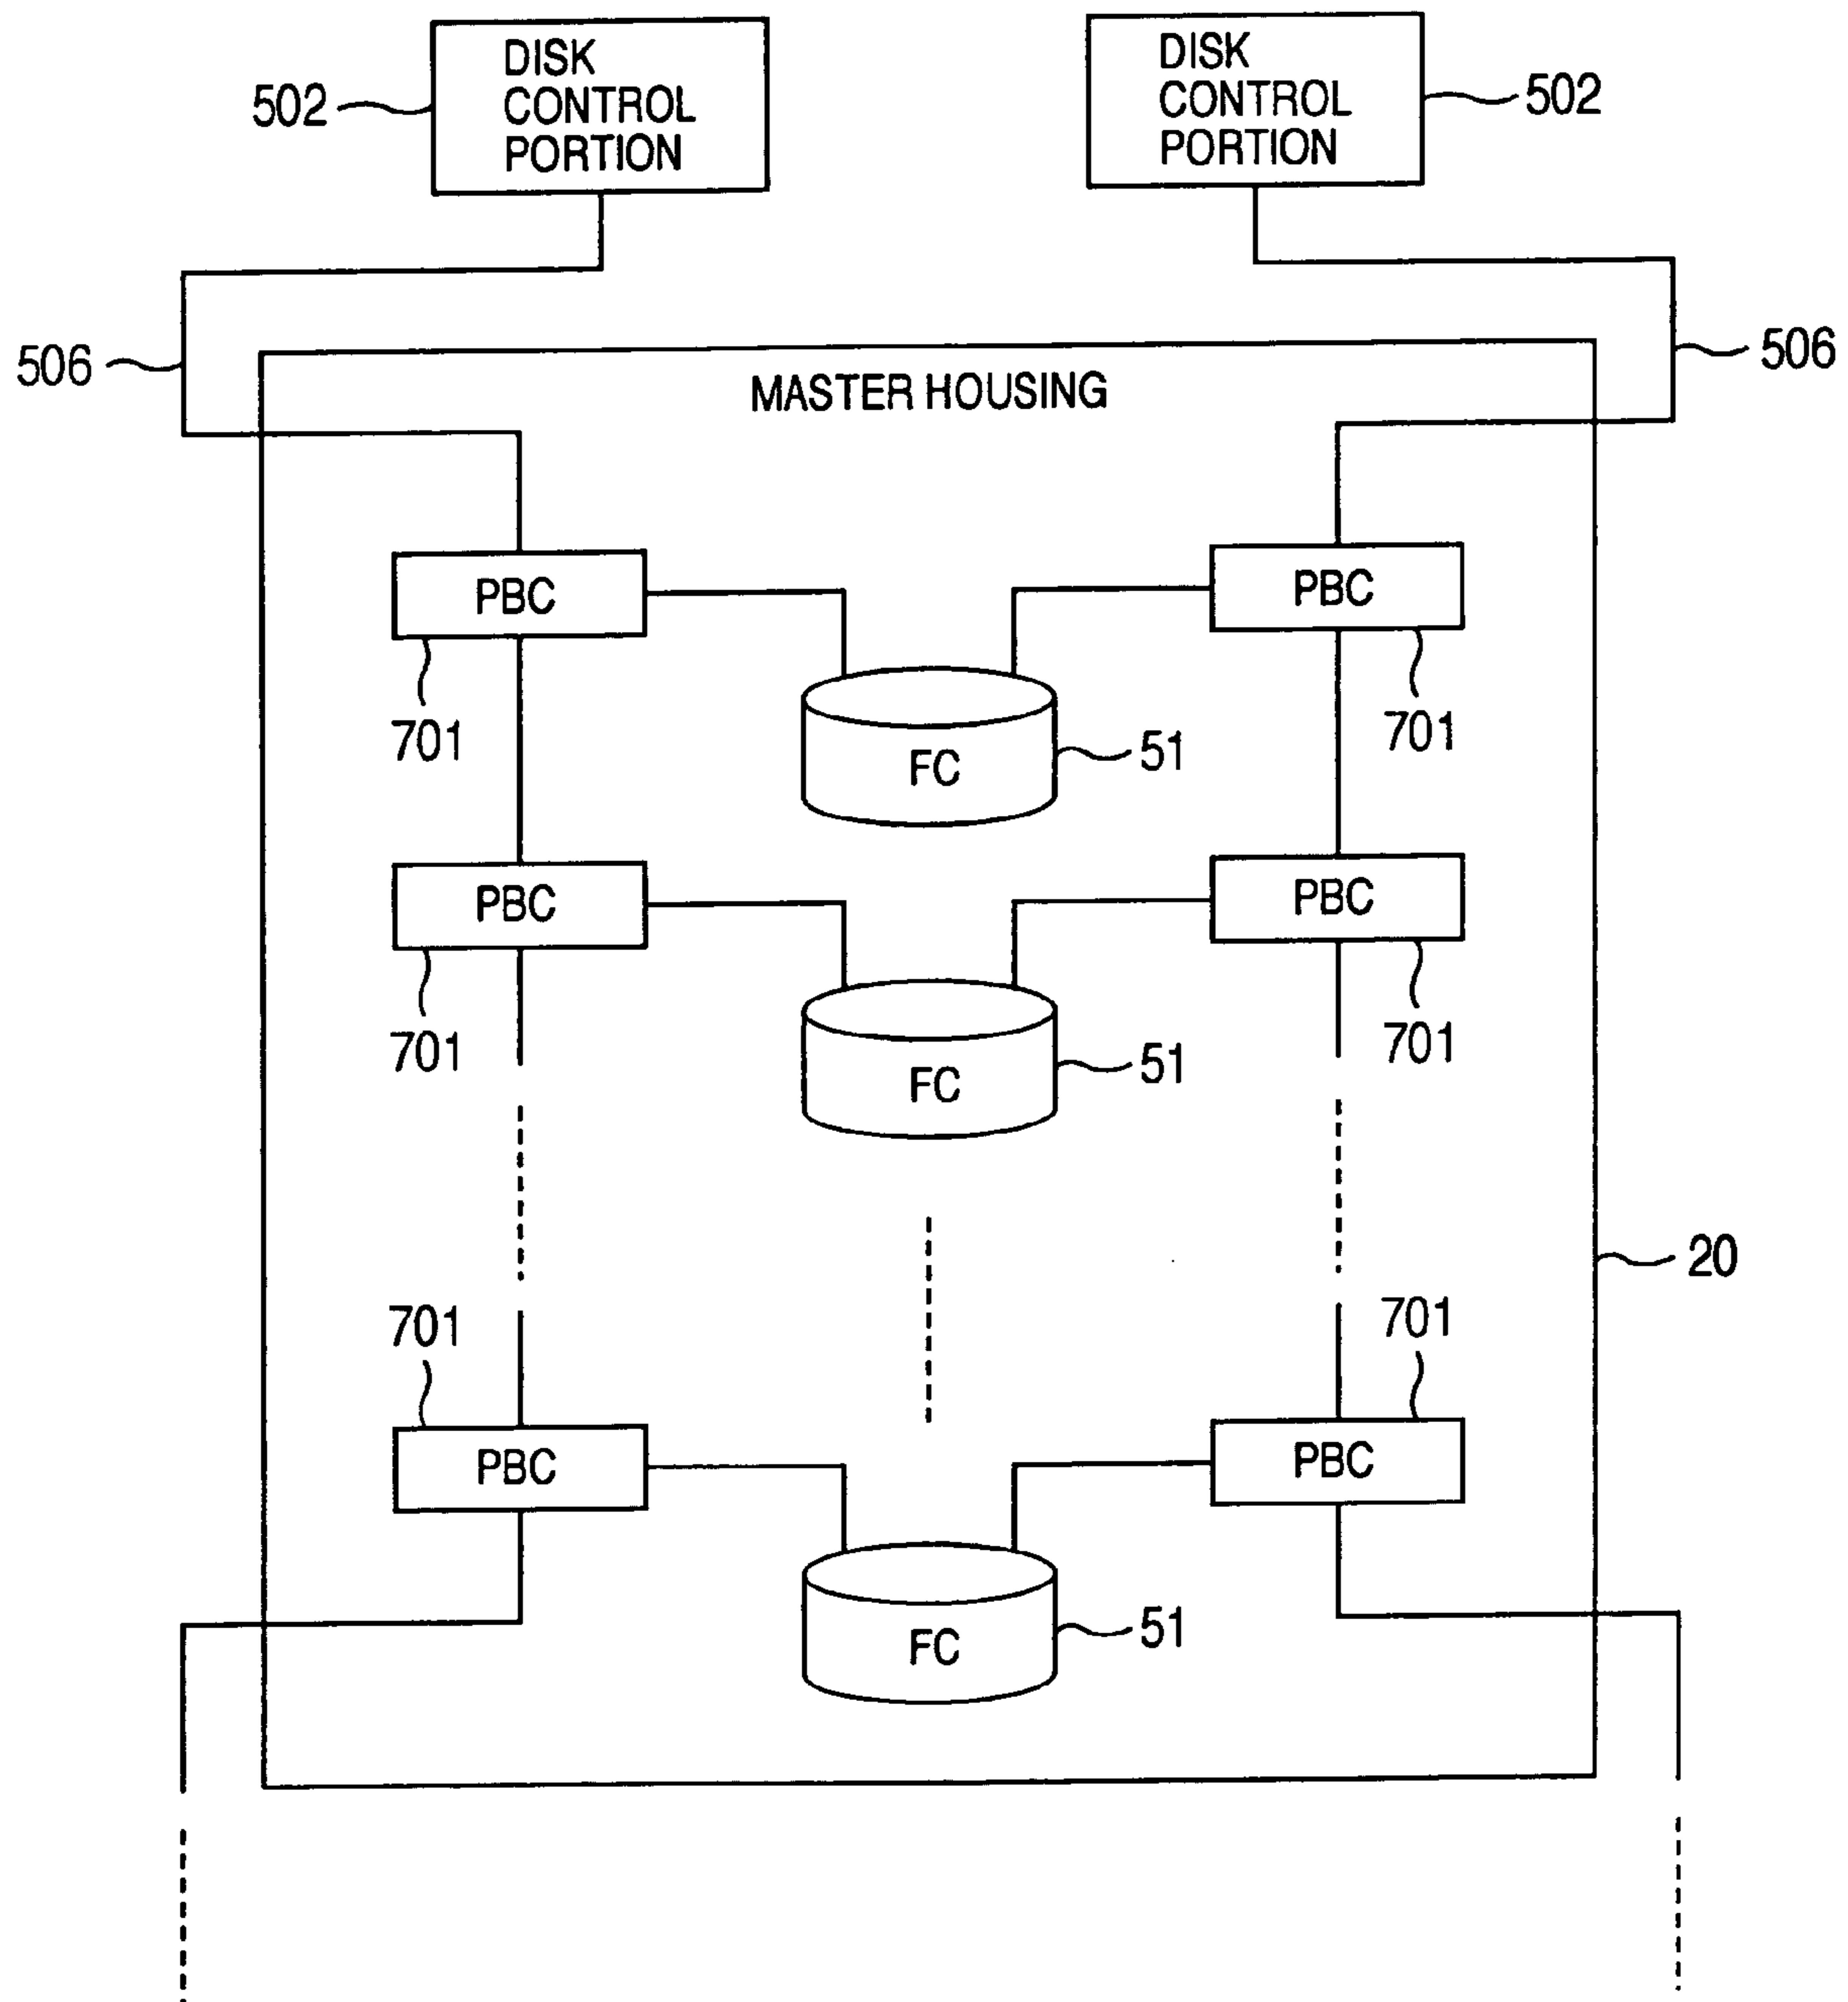 DISK
CONTROL
PORTION
502
DISK
CONTROL
PORTION
502
506
506
MASTER HOUSING
PBC
PBC
701
701
FC
51
PBC
PBC
701
701
FC
51
20
701
701
PBC
PBC
FC
51